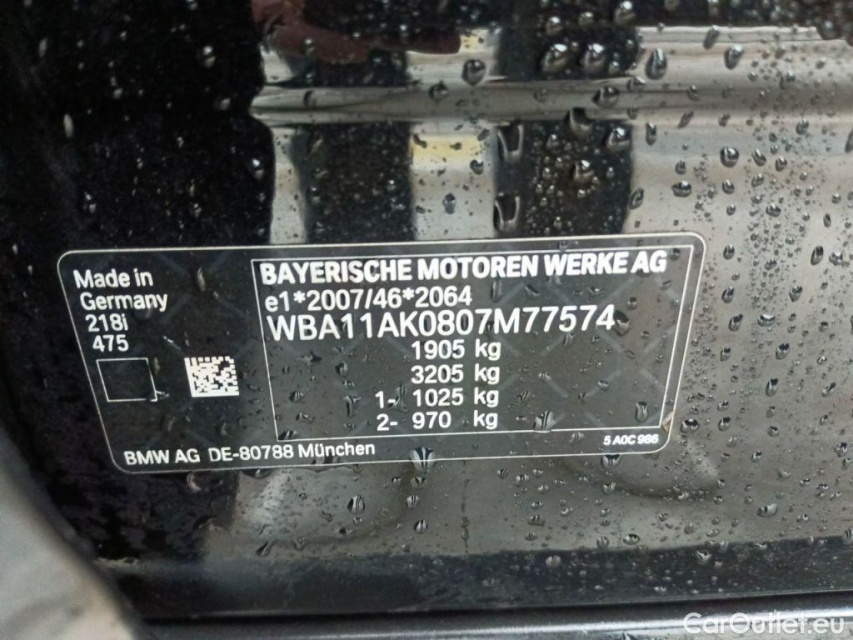 Made in
Germany
218i
475
BAYERISCHE MOTOREN WERKE AG
e1*2007/46*2064
WBA11AK0807M77574
1905 kg
3205 kg
1- 1025 kg
2- 970 kg
BMW AG DE-80788 München
5 A0C 986
CarOutlet.eu